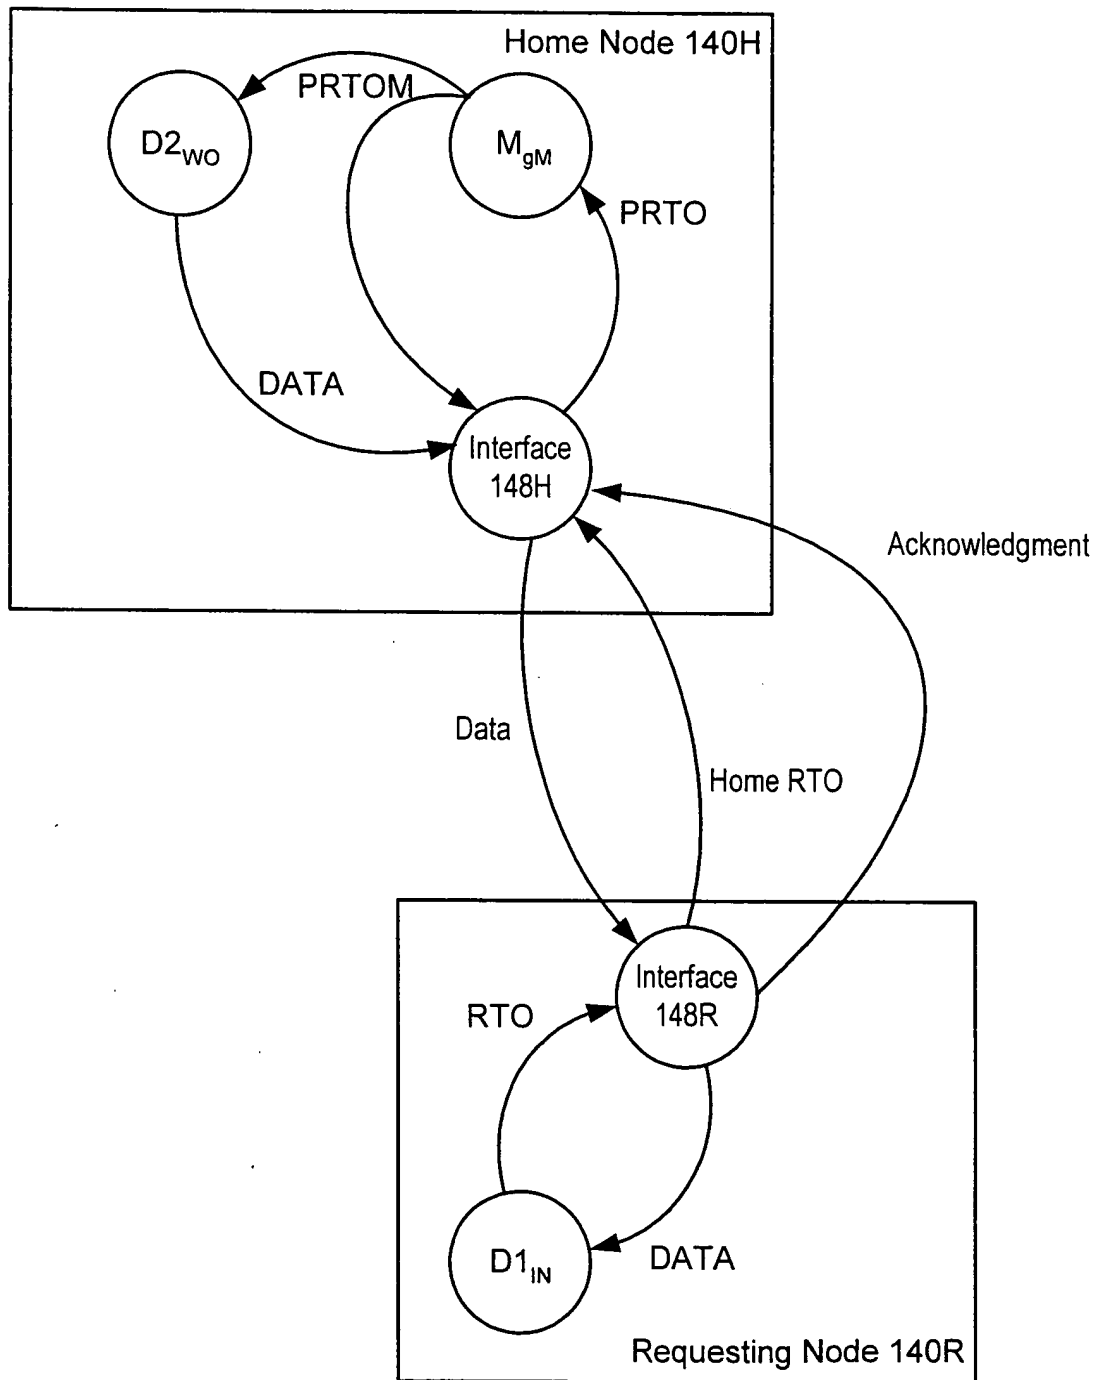 Home Node 140H
PRTOM
D2WO
MgM
PRTO
DATA
Interface
148H
Acknowledgment
Data
Home RTO
Interface
148R
RTO
D1IN
DATA
Requesting Node 140R